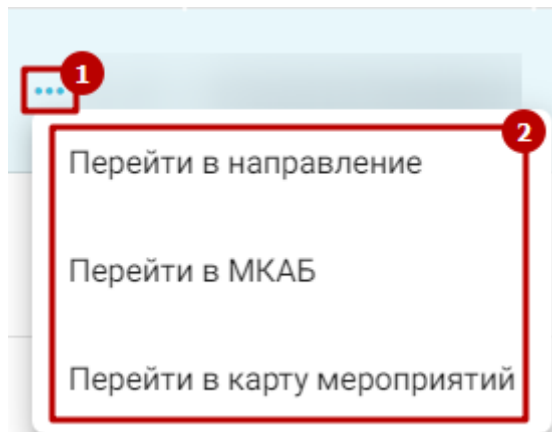 1
2
Перейти в направление
Перейти в МКАБ
Перейти в карту мероприятий